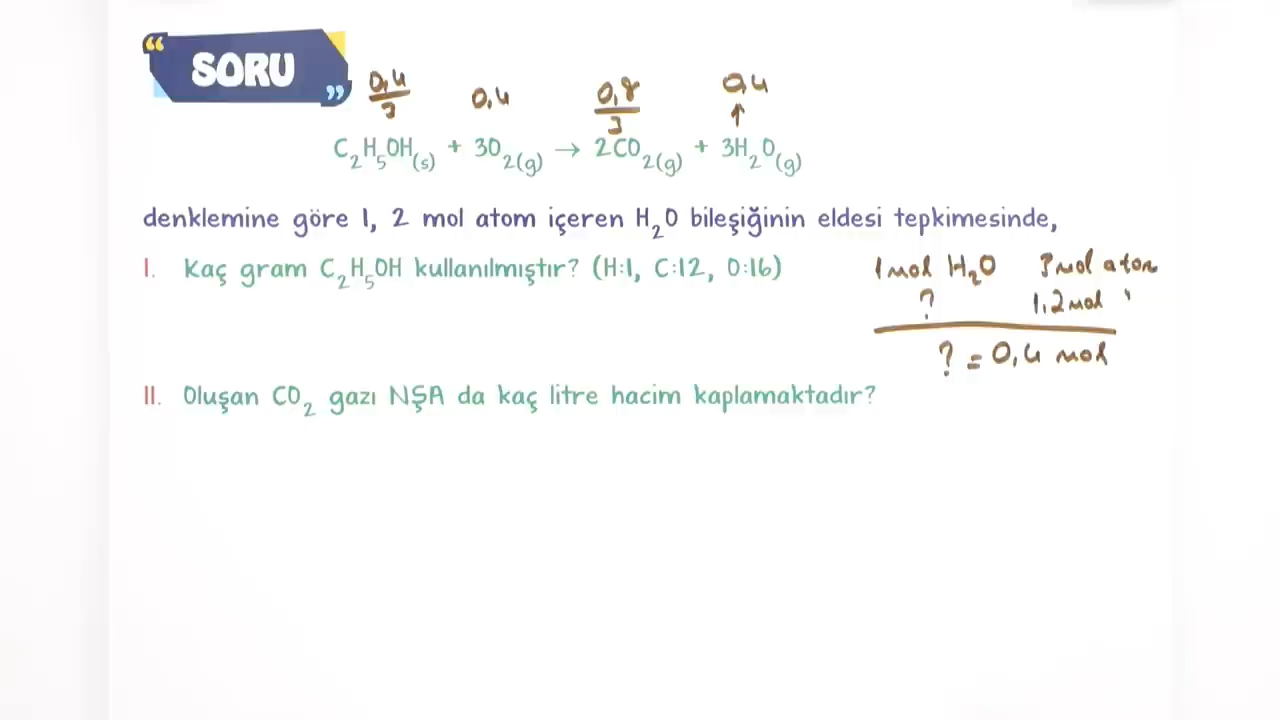 “ SORU ”
0,4/3 0,4 0,8/3 0,4
C₂H₅OH(s) + 3O₂(g) → 2CO₂(g) + 3H₂O(g)
denklemine göre 1, 2 mol atom içeren H₂O bileşiğinin eldesi tepkimesinde,
I. Kaç gram C₂H₅OH kullanılmıştır? (H:1, C:12, O:16)
1 mol H₂O 3 mol atom
? 1,2 mol "
? = 0,4 mol
II. Oluşan CO₂ gazı NŞA da kaç litre hacim kaplamaktadır?